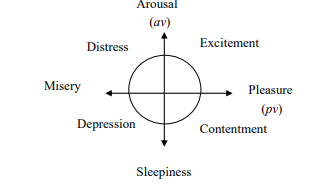 Arousal
(av)
Distress
Excitement
Misery
Pleasure
(pv)
Depression
Contentment
Sleepiness